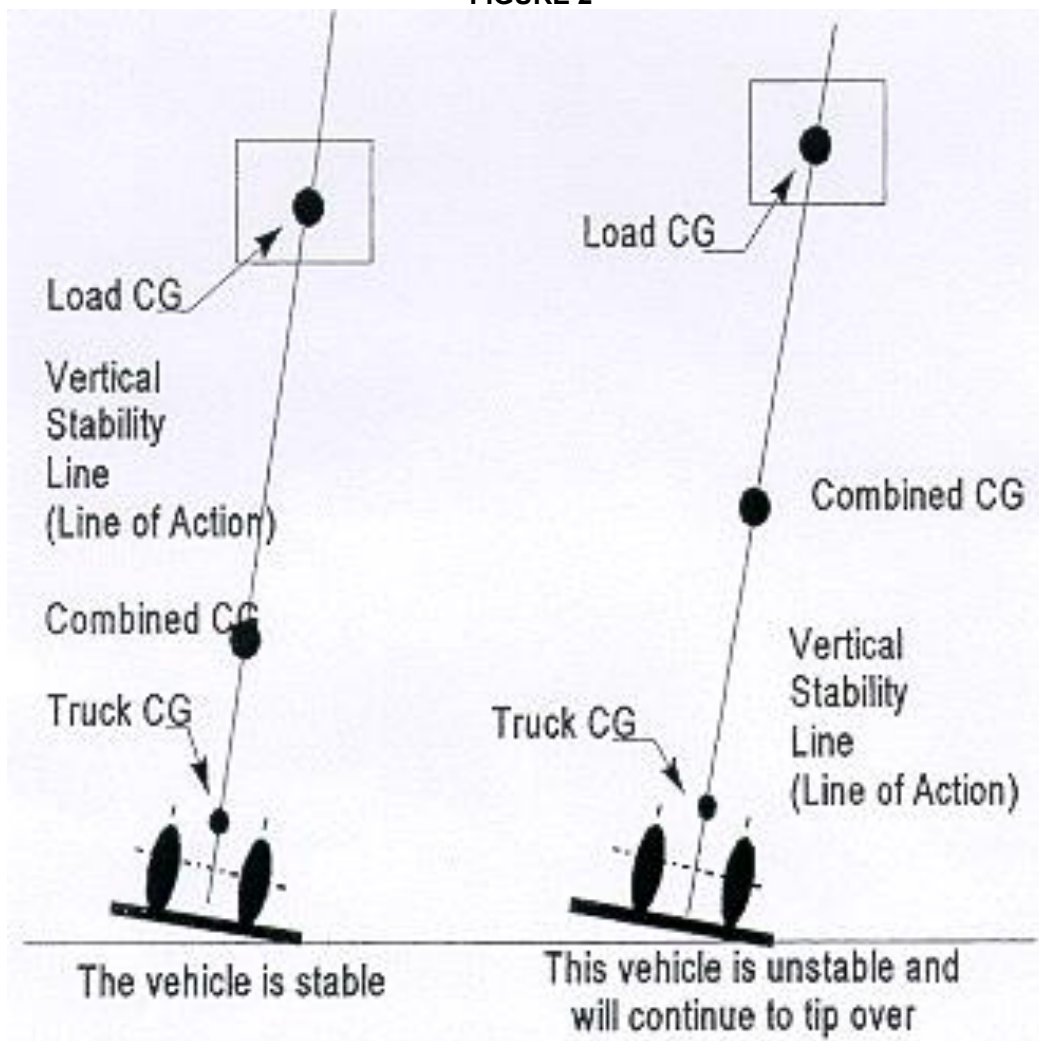 FIGURE 2
Load CG
Vertical
Stability
Line
(Line of Action)
Combined CG
Truck CG
The vehicle is stable
Load CG
Combined CG
Truck CG
Vertical
Stability
Line
(Line of Action)
This vehicle is unstable and
will continue to tip over